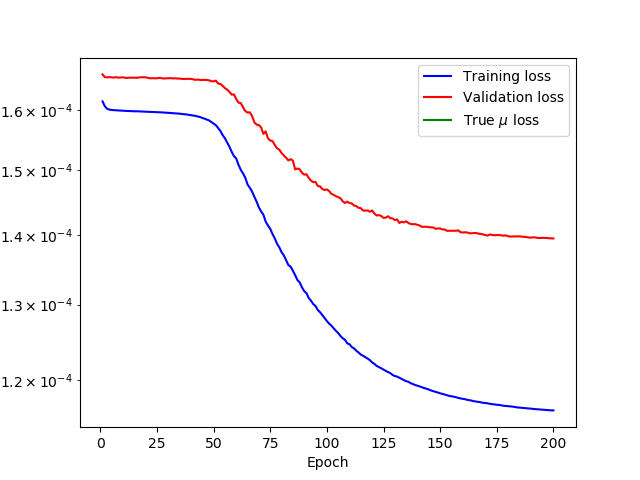 Training loss
Validation loss
True μ loss
1.6 × 10⁻⁴
1.5 × 10⁻⁴
1.4 × 10⁻⁴
1.3 × 10⁻⁴
1.2 × 10⁻⁴
0 25 50 75 100 125 150 175 200
Epoch